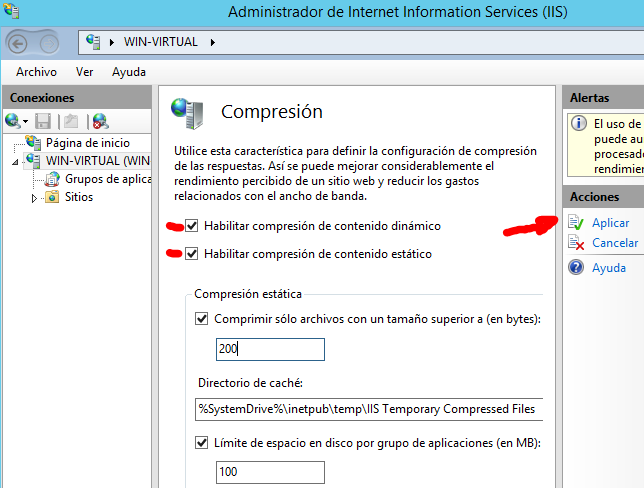 Administrador de Internet Information Services (IIS)
WIN-VIRTUAL
Archivo Ver Ayuda
Conexiones
Página de inicio
WIN-VIRTUAL (WIN
Grupos de aplica
Sitios
Compresión
Utilice esta característica para definir la configuración de compresión
de las respuestas. Así se puede mejorar considerablemente el
rendimiento percibido de un sitio web y reducir los gastos
relacionados con el ancho de banda.
Habilitar compresión de contenido dinámico
Habilitar compresión de contenido estático
Compresión estática
Comprimir sólo archivos con un tamaño superior a (en bytes):
200
Directorio de caché:
%SystemDrive%\inetpub\temp\IIS Temporary Compressed Files
Límite de espacio en disco por grupo de aplicaciones (en MB):
100
Alertas
El uso de
puede au
procesado
rendimier
Acciones
Aplicar
Cancelar
Ayuda